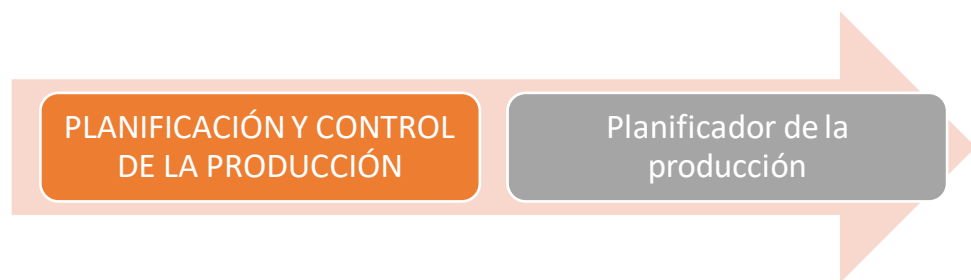 PLANIFICACIÓN Y CONTROL
DE LA PRODUCCIÓN
Planificador de la
producción